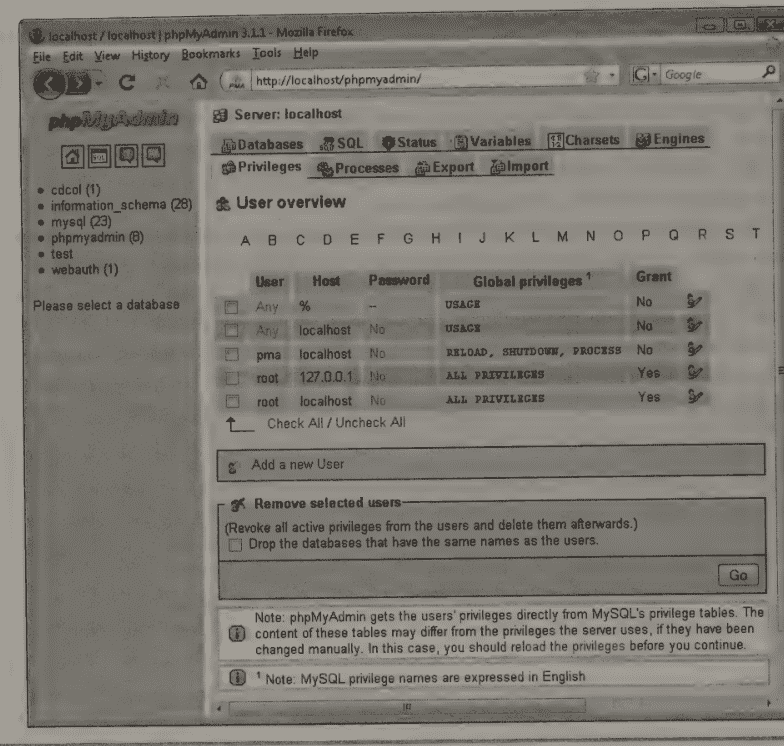 localhost / localhost | phpMyAdmin 3.1.1 - Mozilla Firefox
File Edit View History Bookmarks Tools Help
PMA http://localhost/phpmyadmin/ G Google
phpMyAdmin
SQL
cdcol (1)
information_schema (28)
mysql (23)
phpmyadmin (8)
test
webauth (1)
Please select a database
Server: localhost
Databases SQL Status Variables Charsets Engines
Privileges Processes Export Import
User overview
A B C D E F G H I J K L M N O P Q R S T
User Host Password Global privileges 1 Grant
Any % -- USAGE No
Any localhost No USAGE No
pma localhost No RELOAD, SHUTDOWN, PROCESS No
root 127.0.0.1 No ALL PRIVILEGES Yes
root localhost No ALL PRIVILEGES Yes
Check All / Uncheck All
Add a new User
Remove selected users
(Revoke all active privileges from the users and delete them afterwards.)
Drop the databases that have the same names as the users.
Go
Note: phpMyAdmin gets the users' privileges directly from MySQL's privilege tables. The
content of these tables may differ from the privileges the server uses, if they have been
changed manually. In this case, you should reload the privileges before you continue.
1 Note: MySQL privilege names are expressed in English